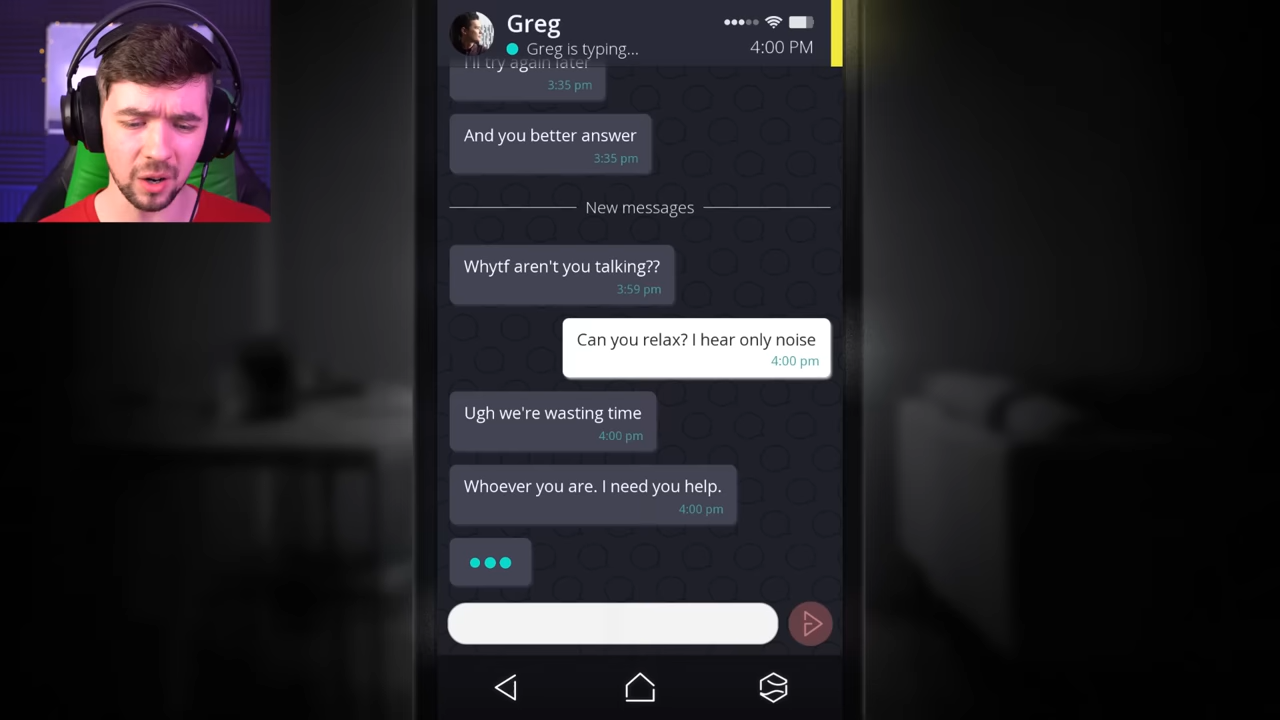 Greg
Greg is typing...
4:00 PM
I'll try again later
3:35 pm
And you better answer
3:35 pm
New messages
Whytf aren't you talking??
3:59 pm
Can you relax? I hear only noise
4:00 pm
Ugh we're wasting time
4:00 pm
Whoever you are. I need you help.
4:00 pm